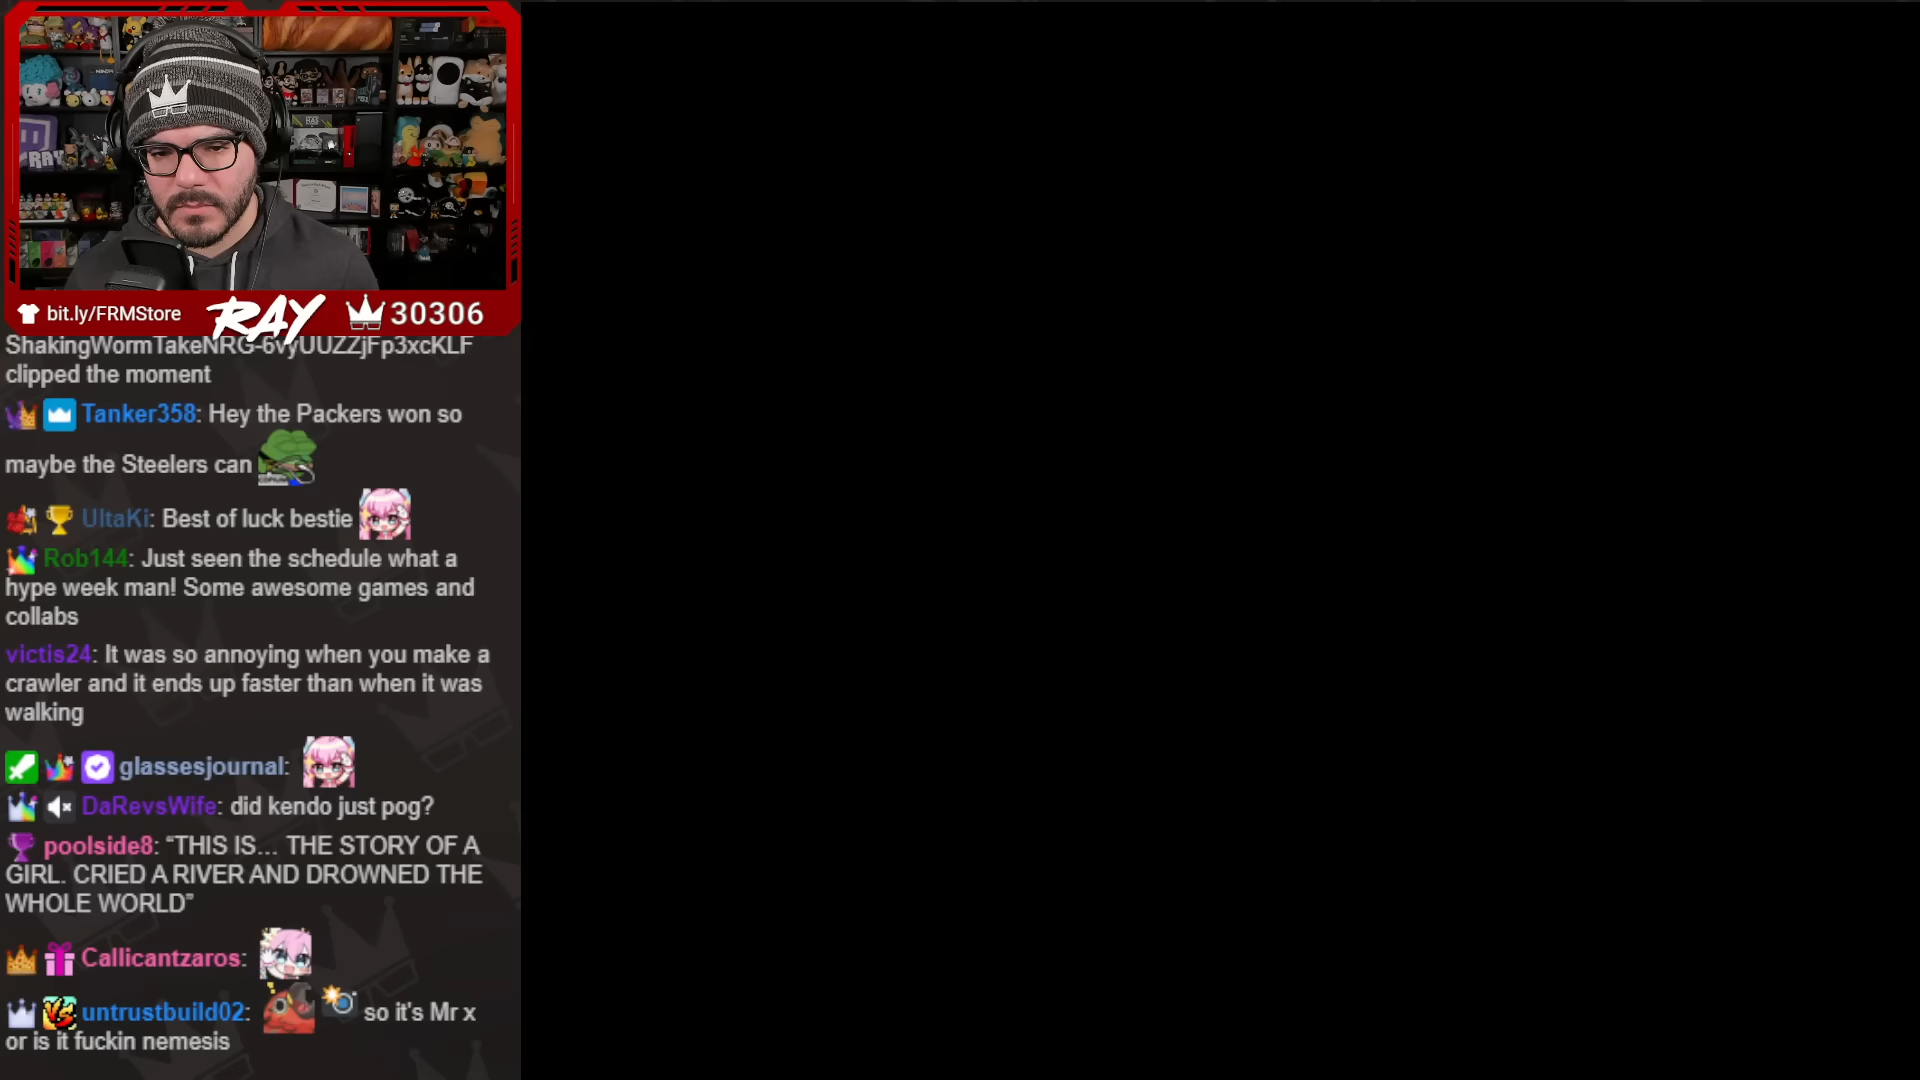 bit.ly/FRMStore RAY 30306
ShakingWormTakeNRG-6vyUUZZjFp3xcKLF
clipped the moment
Tanker358: Hey the Packers won so
maybe the Steelers can
UltaKi: Best of luck bestie
Rob144: Just seen the schedule what a
hype week man! Some awesome games and
collabs
victis24: It was so annoying when you make a
crawler and it ends up faster than when it was
walking
glassesjournal:
DaRevsWife: did kendo just pog?
poolside8: “THIS IS... THE STORY OF A
GIRL. CRIED A RIVER AND DROWNED THE
WHOLE WORLD”
Callicantzaros:
untrustbuild02: so it's Mr x
or is it fuckin nemesis